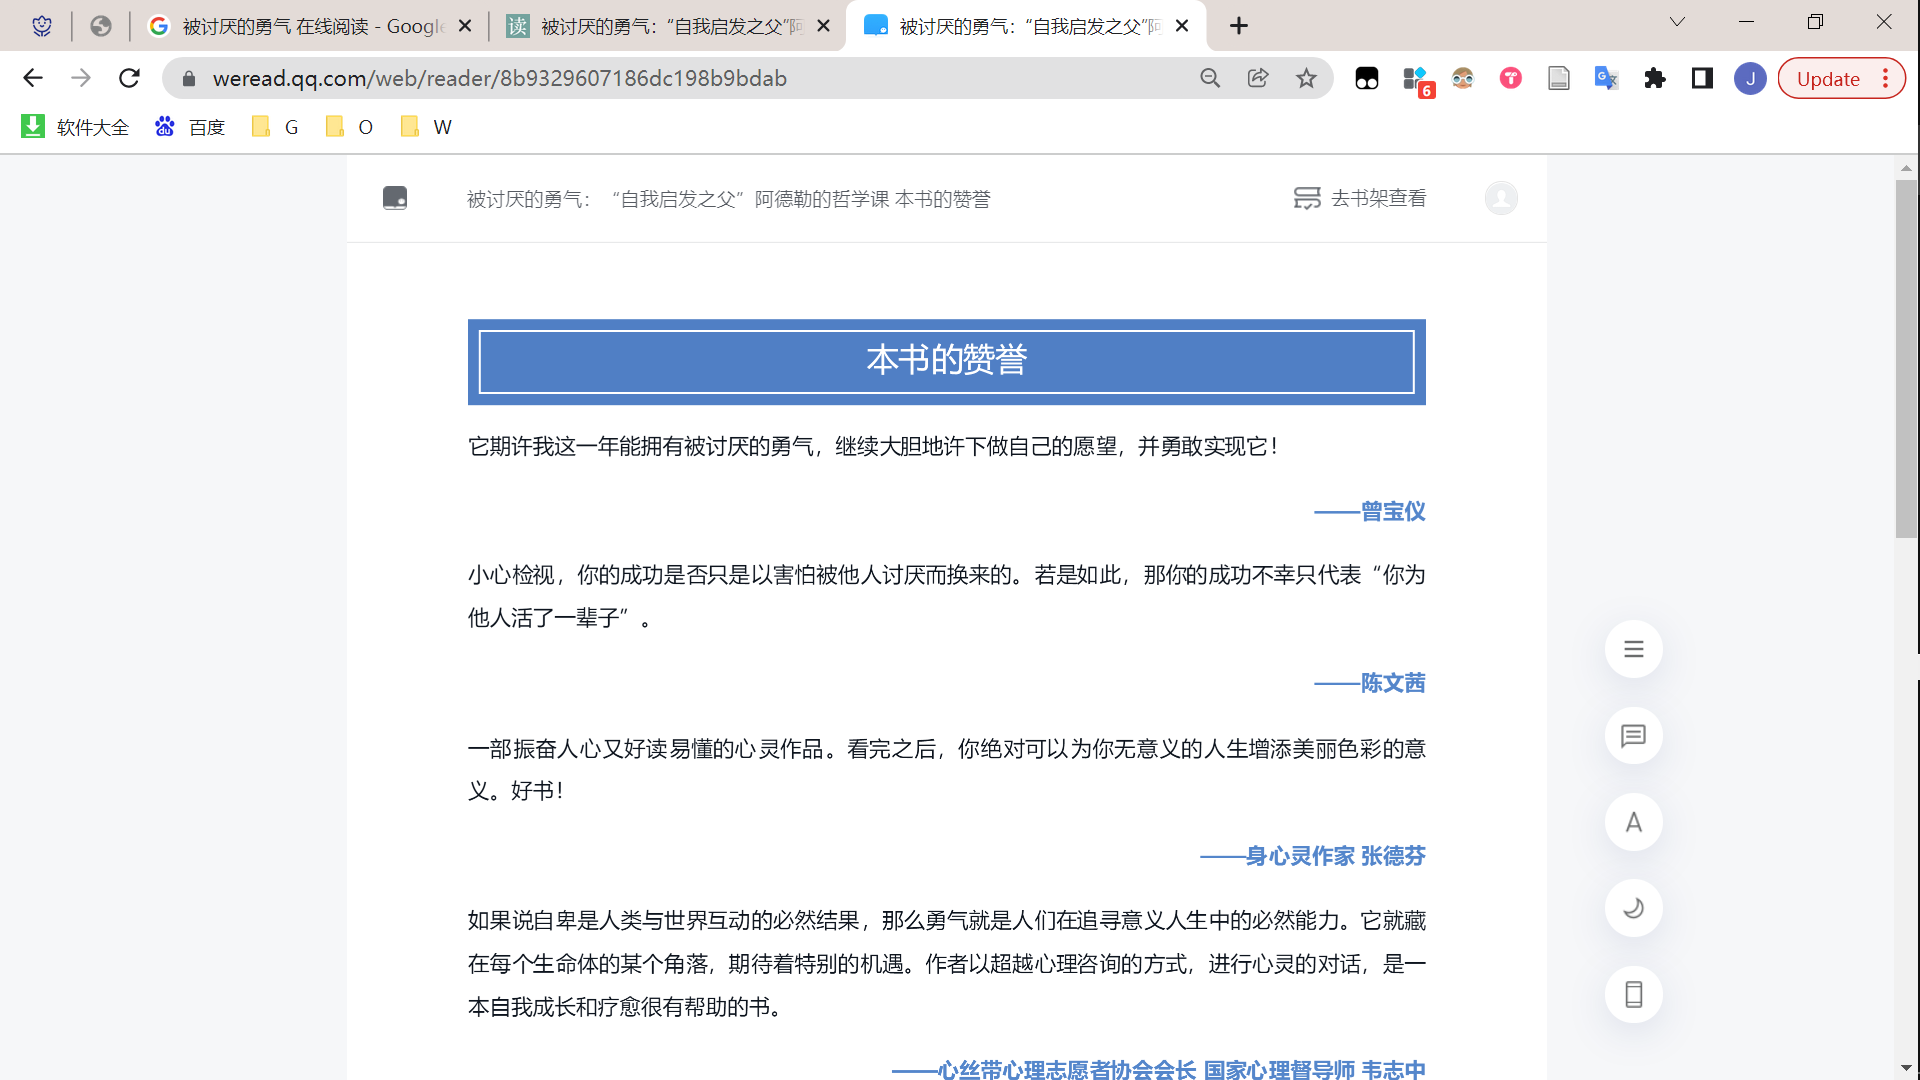 被讨厌的勇气 在线阅读 - Google
读
被讨厌的勇气：“自我启发之父”阿
被讨厌的勇气：“自我启发之父”阿
weread.qq.com/web/reader/8b9329607186dc198b9bdab
6
J
Update
软件大全
百度
G
O
W
被讨厌的勇气：“自我启发之父”阿德勒的哲学课 本书的赞誉
去书架查看
本书的赞誉
它期许我这一年能拥有被讨厌的勇气，继续大胆地许下做自己的愿望，并勇敢实现它！
——曾宝仪
小心检视，你的成功是否只是以害怕被他人讨厌而换来的。若是如此，那你的成功不幸只代表“你为
他人活了一辈子”。
——陈文茜
一部振奋人心又好读易懂的心灵作品。看完之后，你绝对可以为你无意义的人生增添美丽色彩的意
义。好书！
——身心灵作家 张德芬
如果说自卑是人类与世界互动的必然结果，那么勇气就是人们在追寻意义人生中的必然能力。它就藏
在每个生命体的某个角落，期待着特别的机遇。作者以超越心理咨询的方式，进行心灵的对话，是一
本自我成长和疗愈很有帮助的书。
——心丝带心理志愿者协会会长 国家心理督导师 韦志中